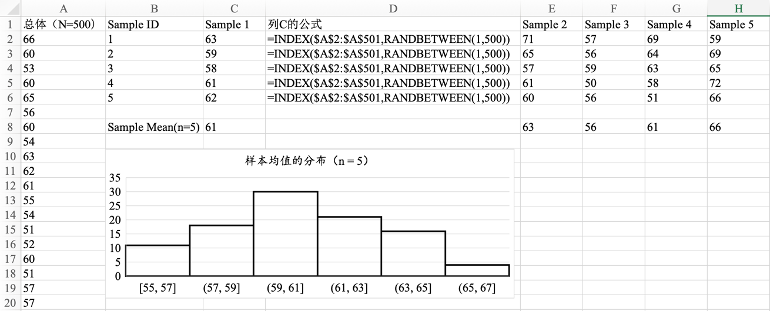 A B C D E F G H
1 总体（N=500） Sample ID Sample 1 列C的公式 Sample 2 Sample 3 Sample 4 Sample 5
2 66 1 63 =INDEX($A$2:$A$501,RANDBETWEEN(1,500)) 71 57 69 59
3 60 2 59 =INDEX($A$2:$A$501,RANDBETWEEN(1,500)) 65 56 64 69
4 53 3 58 =INDEX($A$2:$A$501,RANDBETWEEN(1,500)) 57 59 63 65
5 60 4 61 =INDEX($A$2:$A$501,RANDBETWEEN(1,500)) 61 50 58 72
6 65 5 62 =INDEX($A$2:$A$501,RANDBETWEEN(1,500)) 60 56 51 66
7 56
8 60 Sample Mean(n=5) 61 63 56 61 66
9 54
10 63 样本均值的分布（n = 5）
11 62 35
12 61 30
13 55 25
14 54 20
15 51 15
16 52 10
17 60 5
18 51 0
19 57 [55, 57] (57, 59] (59, 61] (61, 63] (63, 65] (65, 67]
20 57